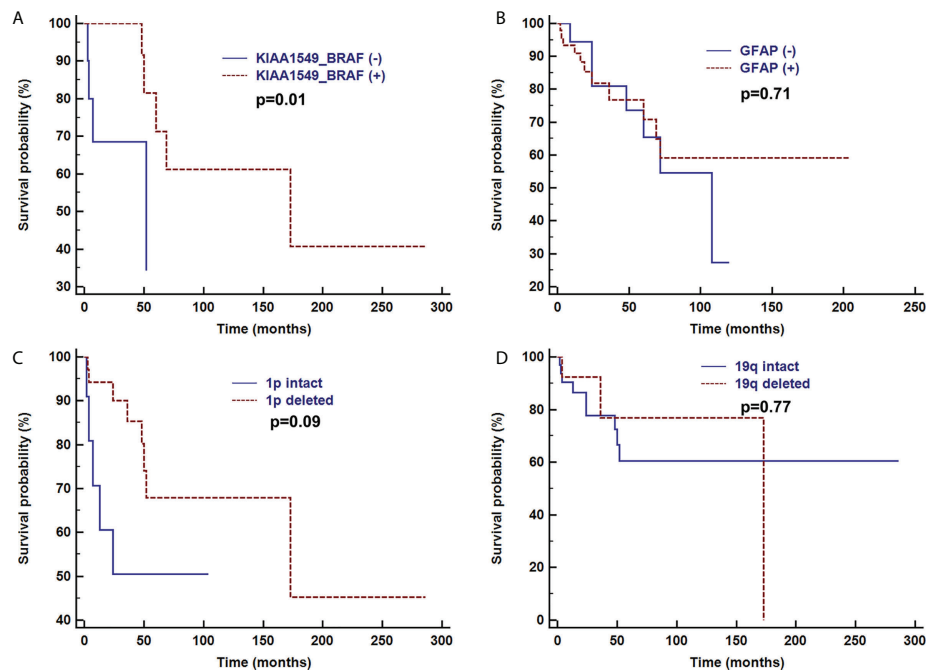 A
KIAA1549_BRAF (-)
KIAA1549_BRAF (+)
p=0.01
Survival probability (%)
100
90
80
70
60
50
40
30
0 50 100 150 200 250 300
Time (months)
B
GFAP (-)
GFAP (+)
p=0.71
Survival probability (%)
100
90
80
70
60
50
40
30
20
0 50 100 150 200 250
Time (months)
C
1p intact
1p deleted
p=0.09
Survival probability (%)
100
90
80
70
60
50
40
0 50 100 150 200 250 300
Time (months)
D
19q intact
19q deleted
p=0.77
Survival probability (%)
100
80
60
40
20
0
0 50 100 150 200 250 300
Time (months)